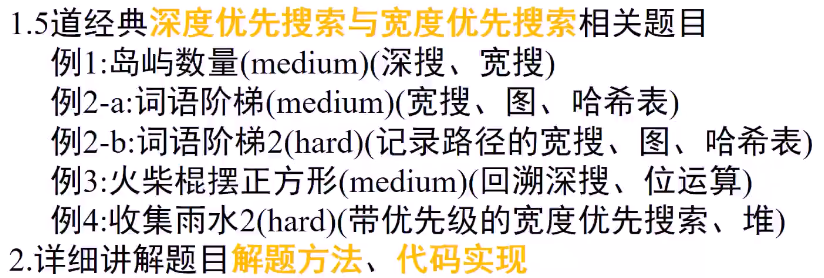 1.5道经典深度优先搜索与宽度优先搜索相关题目
例1:岛屿数量(medium)(深搜、宽搜)
例2-a:词语阶梯(medium)(宽搜、图、哈希表)
例2-b:词语阶梯2(hard)(记录路径的宽搜、图、哈希表)
例3:火柴棍摆正方形(medium)(回溯深搜、位运算)
例4:收集雨水2(hard)(带优先级的宽度优先搜索、堆)
2.详细讲解题目解题方法、代码实现